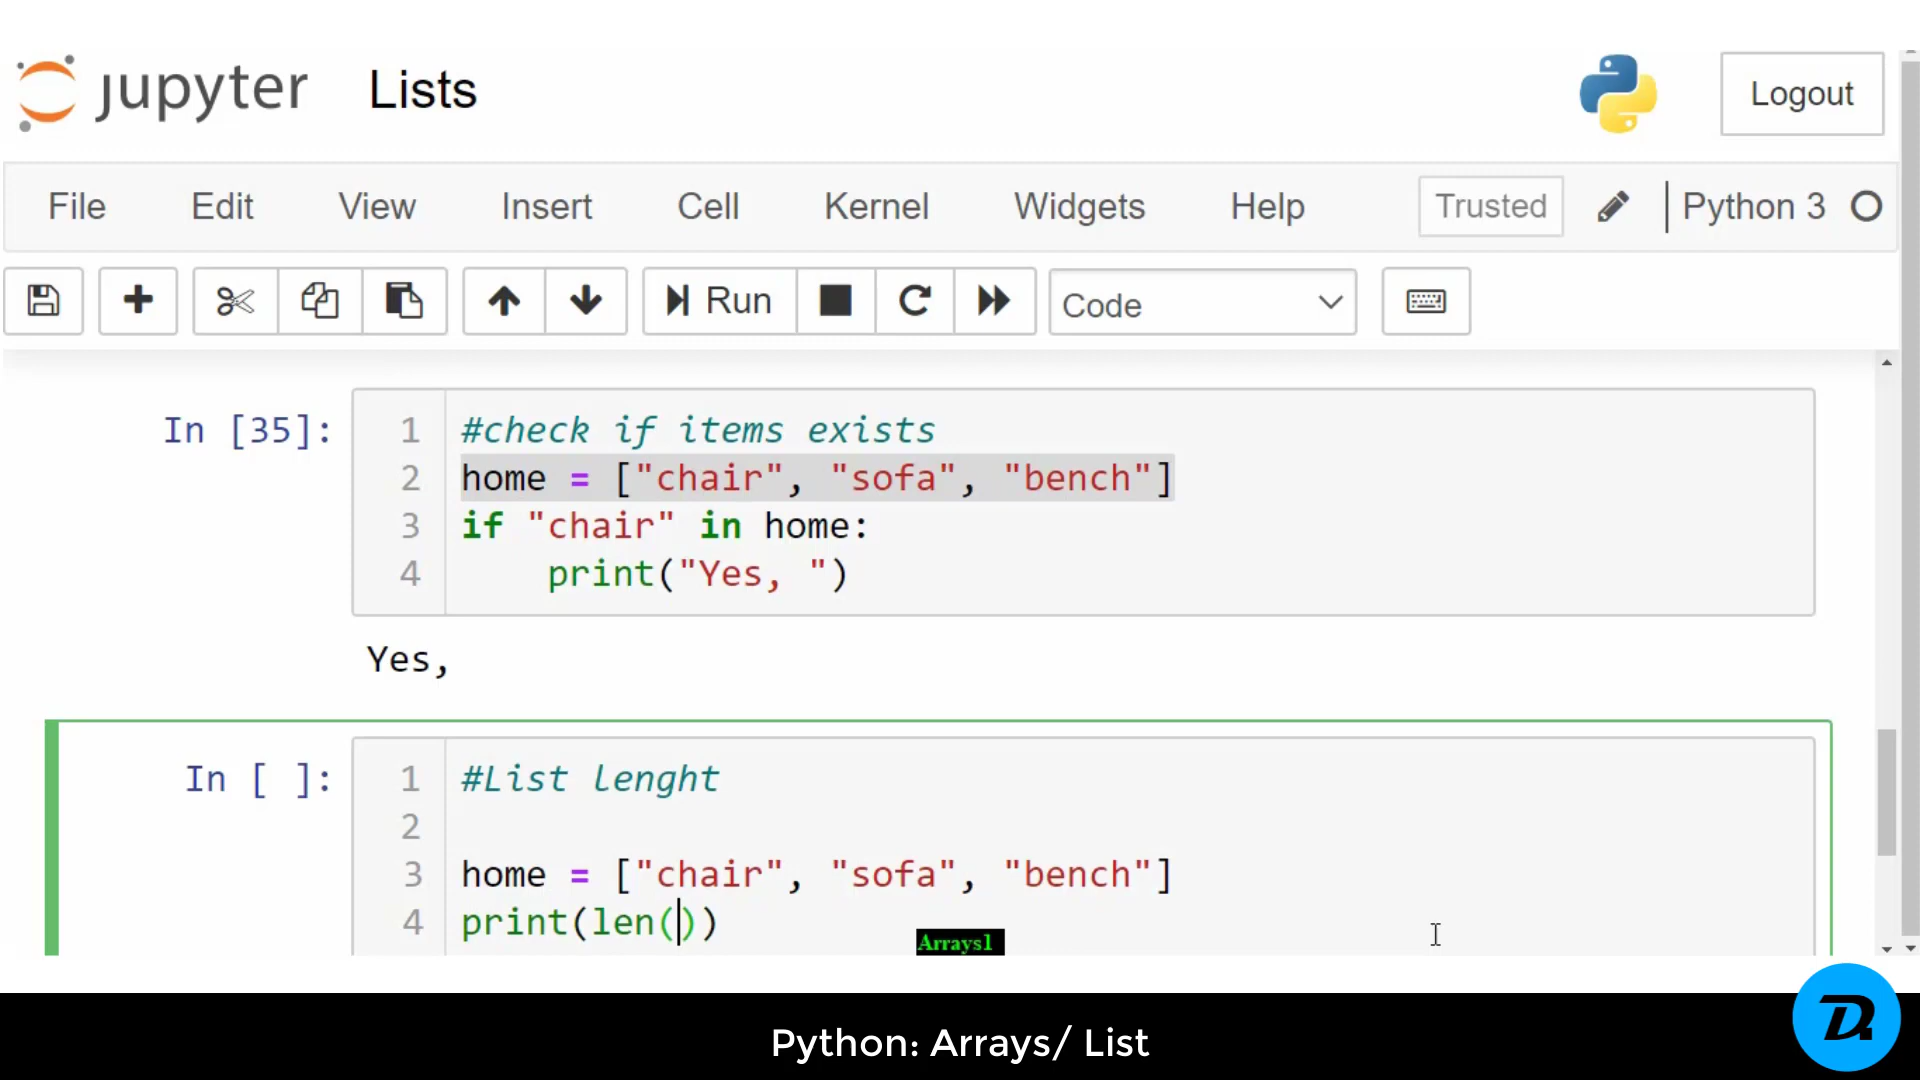 jupyter Lists Logout
File Edit View Insert Cell Kernel Widgets Help Trusted Python 3
Run Code
In [35]:
1 #check if items exists
2 home = ["chair", "sofa", "bench"]
3 if "chair" in home:
4     print("Yes, ")
Yes,
In [ ]:
1 #List lenght
2
3 home = ["chair", "sofa", "bench"]
4 print(len())
Arrays1
Python: Arrays/ List